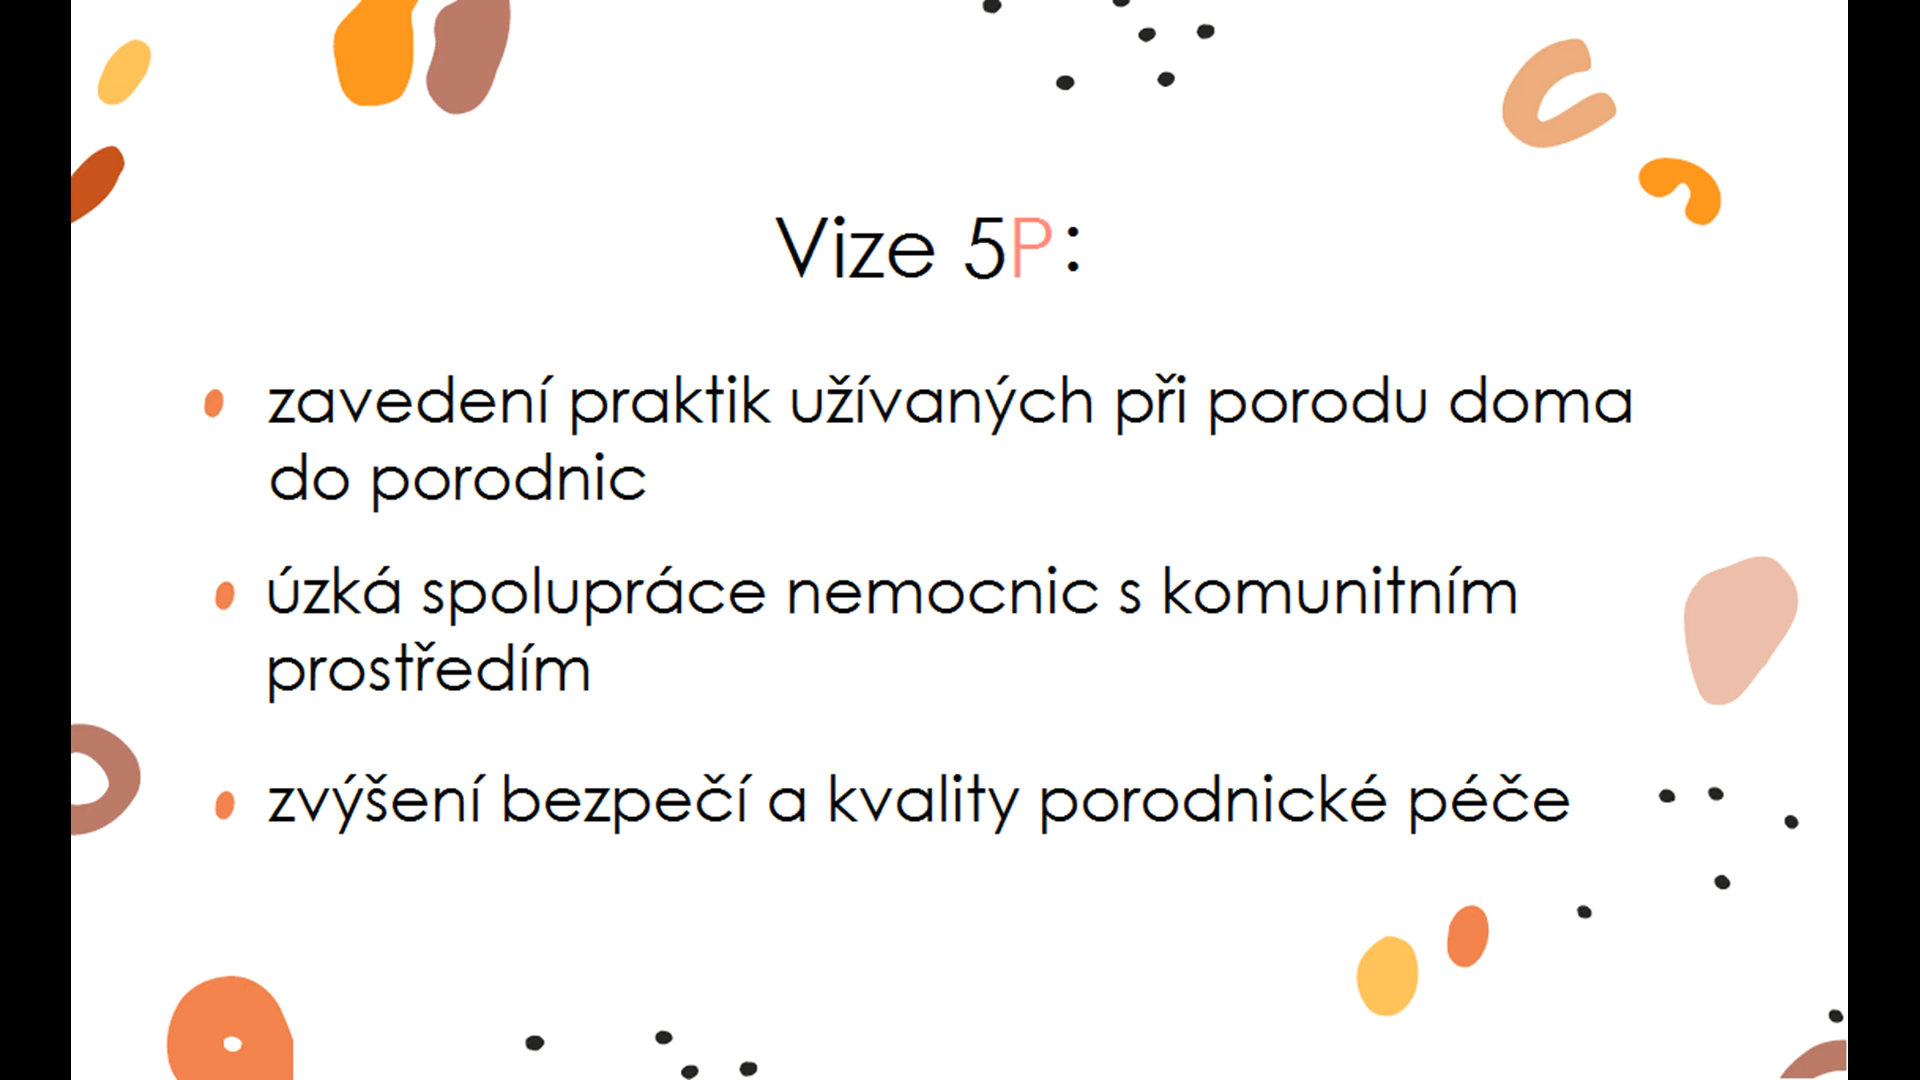 Vize 5P:
zavedení praktik užívaných při porodu doma
do porodnic
úzká spolupráce nemocnic s komunitním
prostředím
zvýšení bezpečí a kvality porodnické péče